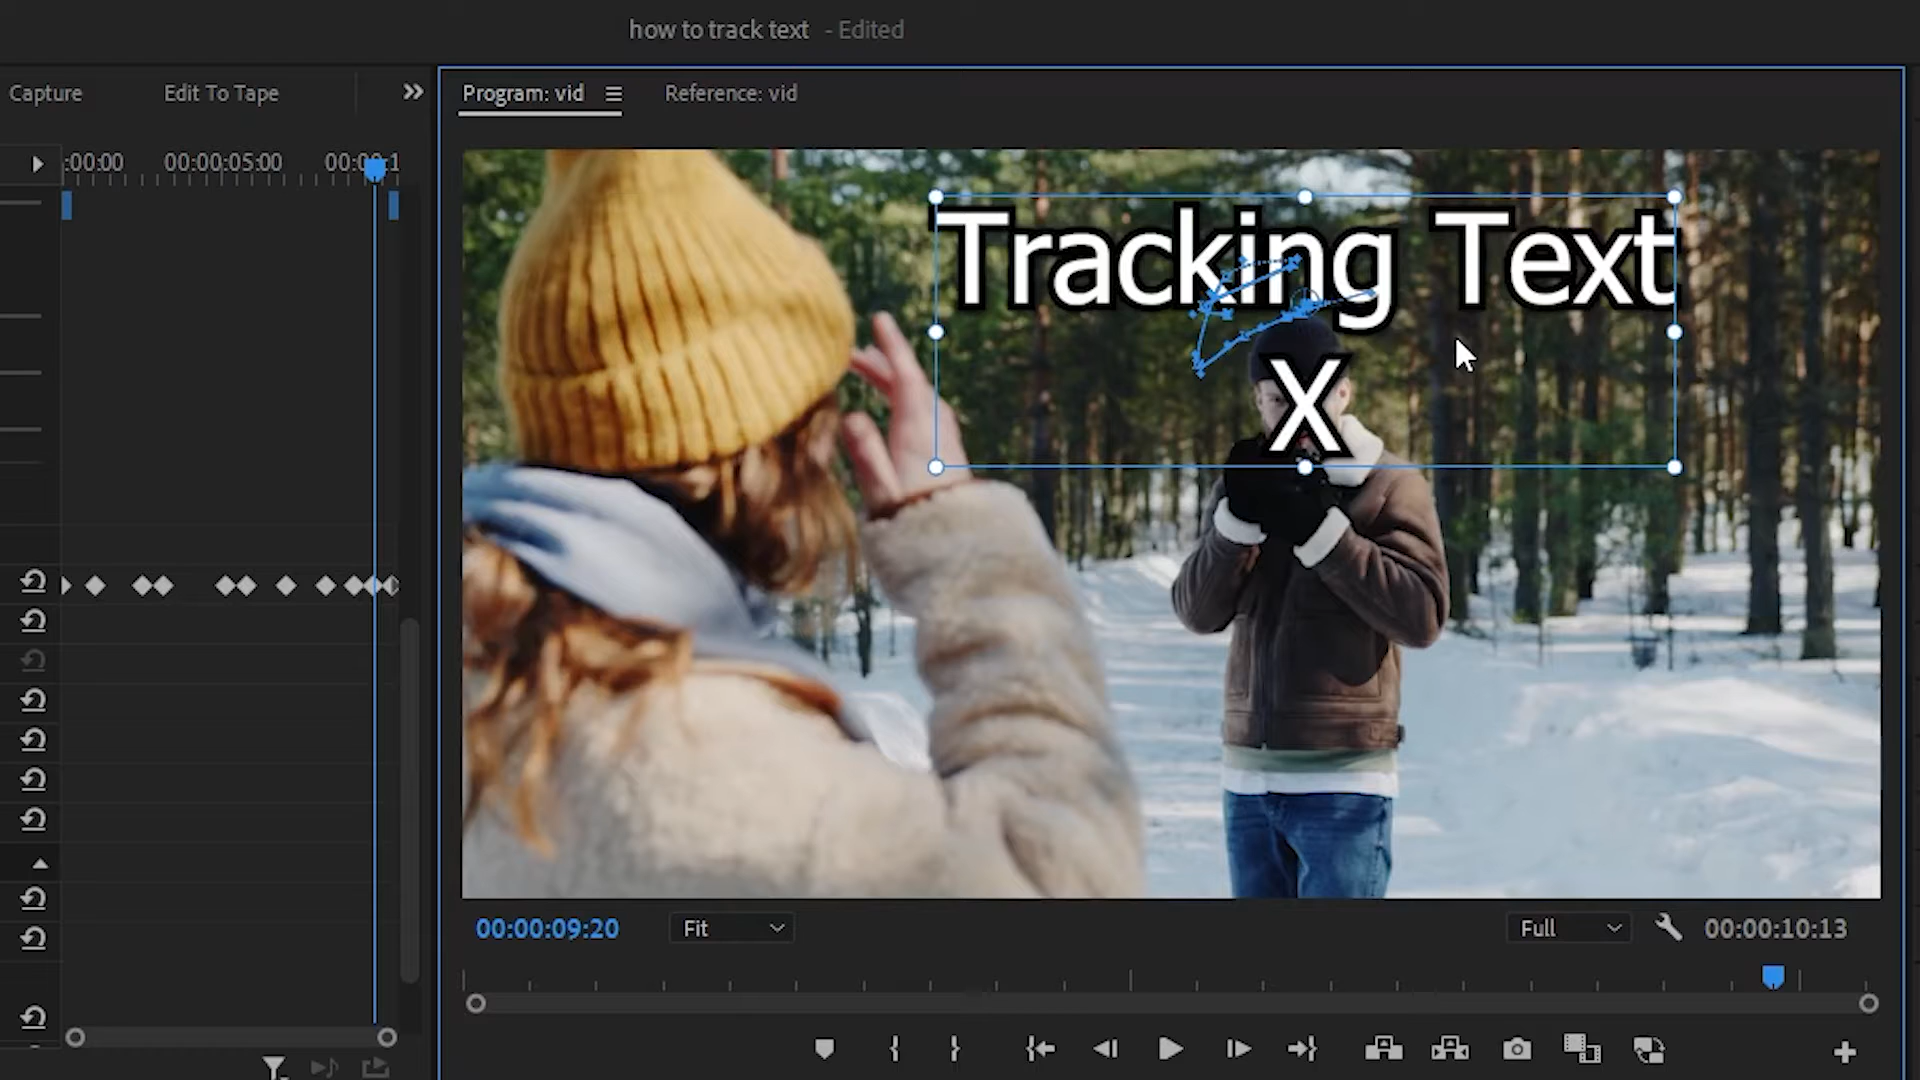 how to track text - Edited
Capture
Edit To Tape
Program: vid
Reference: vid
:00:00
00:00:05:00
Tracking Text
X
00:00:09:20
Fit
Full
00:00:10:13